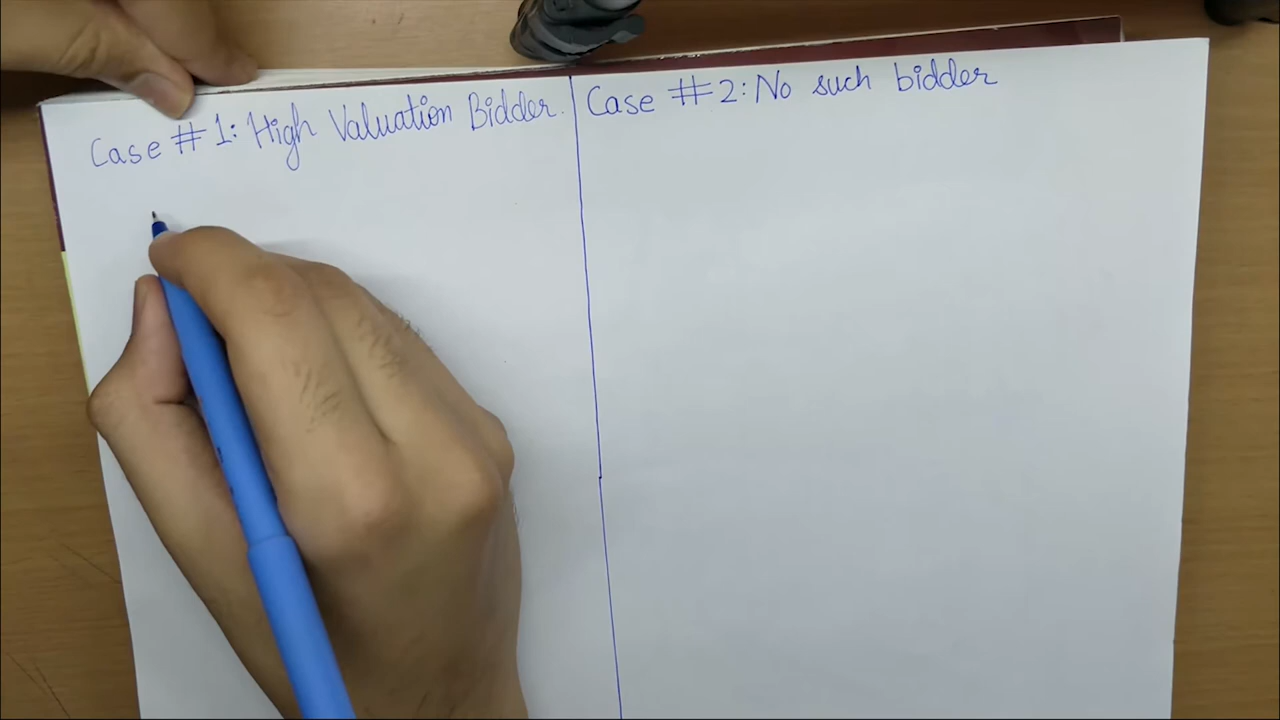 Case #1: High Valuation Bidder.
Case #2: No such bidder